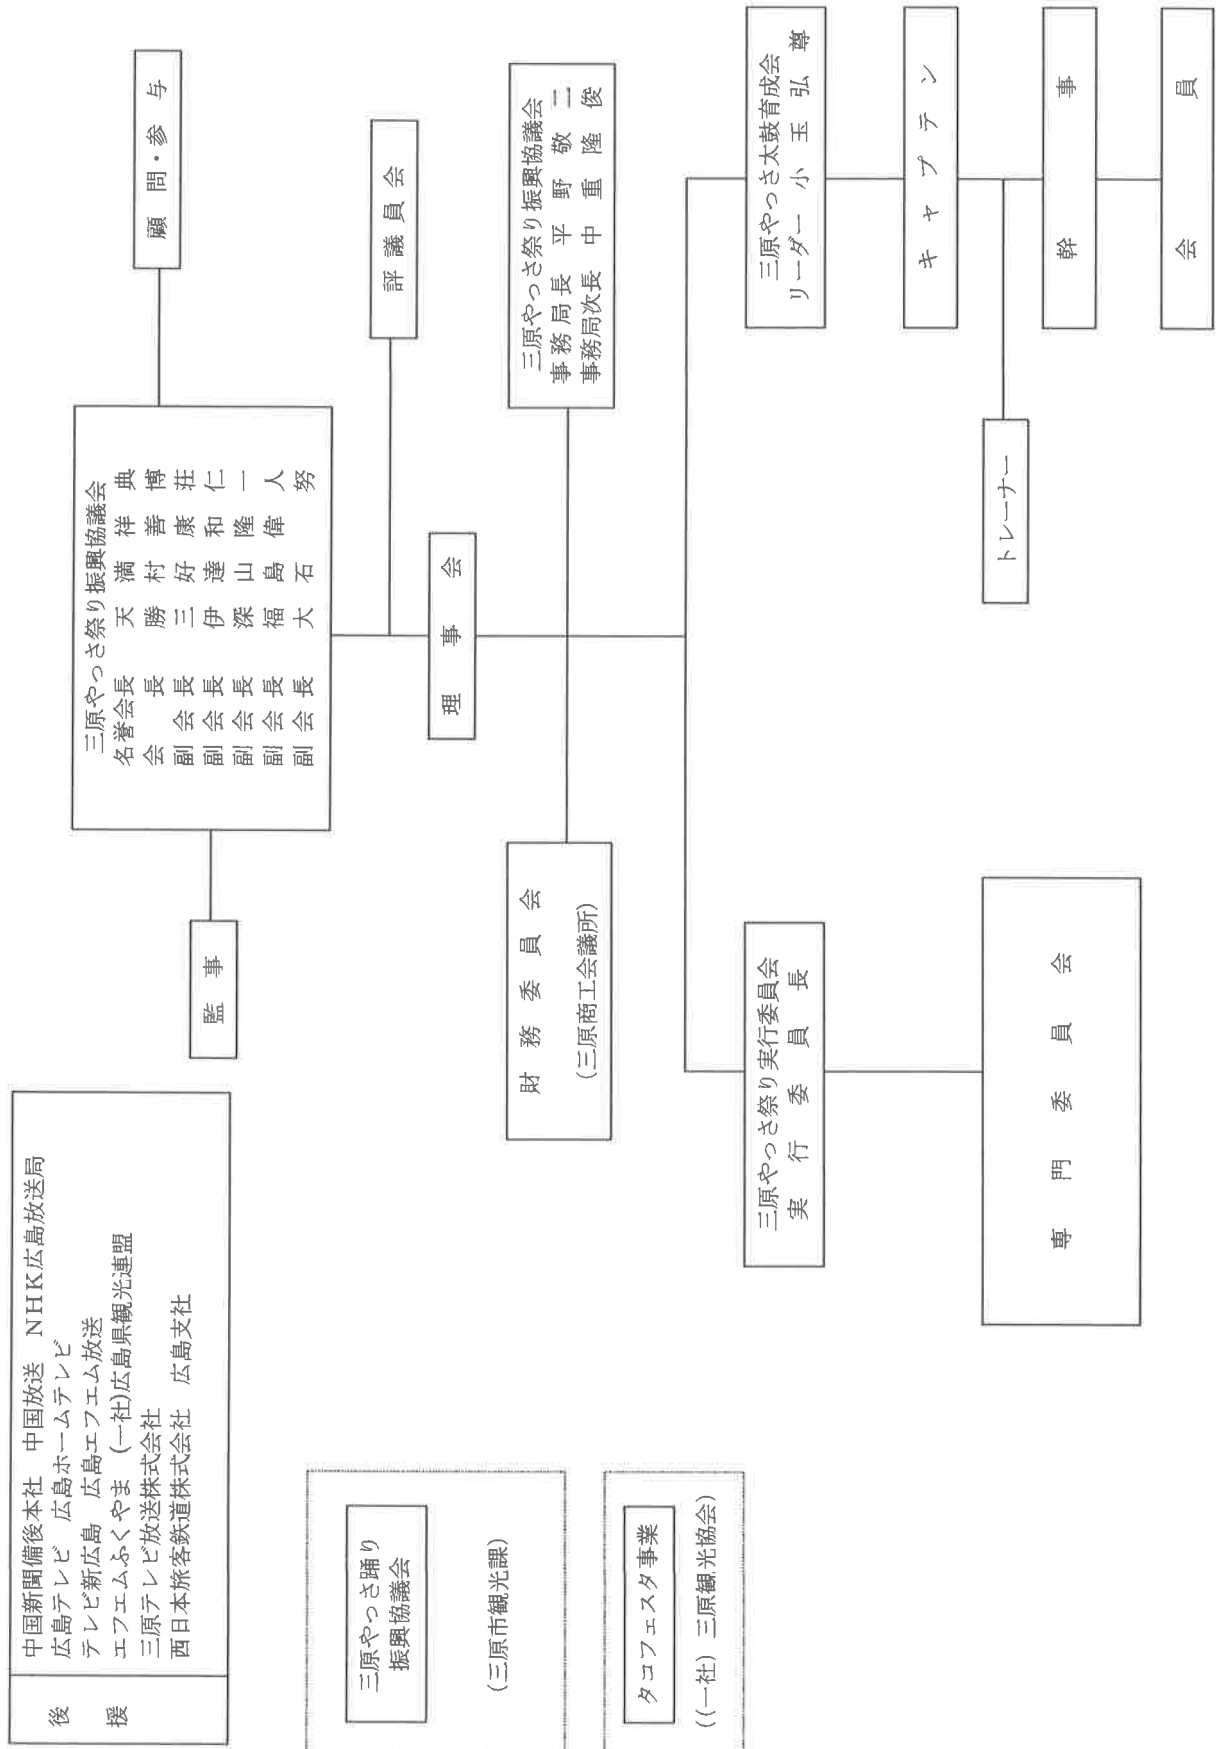 後援
中国新聞備後本社　中国放送　NHK広島放送局
広島テレビ　広島ホームテレビ
テレビ新広島　広島エフエム放送
エフエムふくやま　(一社)広島県観光連盟
三原テレビ放送株式会社
西日本旅客鉄道株式会社　広島支社
監事
三原やっさ祭り振興協議会
名誉会長　天満祥典
会長　勝村善博
副会長　三好康荘
副会長　伊達和仁
副会長　深山隆一
副会長　福島偉人
副会長　大石努
顧問・参与
評議員会
理事会
三原やっさ踊り
振興協議会
(三原市観光課)
財務委員会
(三原商工会議所)
三原やっさ祭り振興協議会
事務局長　平野敬二
事務局次長　中重隆俊
タコフェスタ事業
((一社) 三原観光協会)
三原やっさ祭り実行委員会
実行委員長
三原やっさ太鼓育成会
リーダー　小玉弘尊
キャプテン
専門委員会
トレーナー
幹事
会員